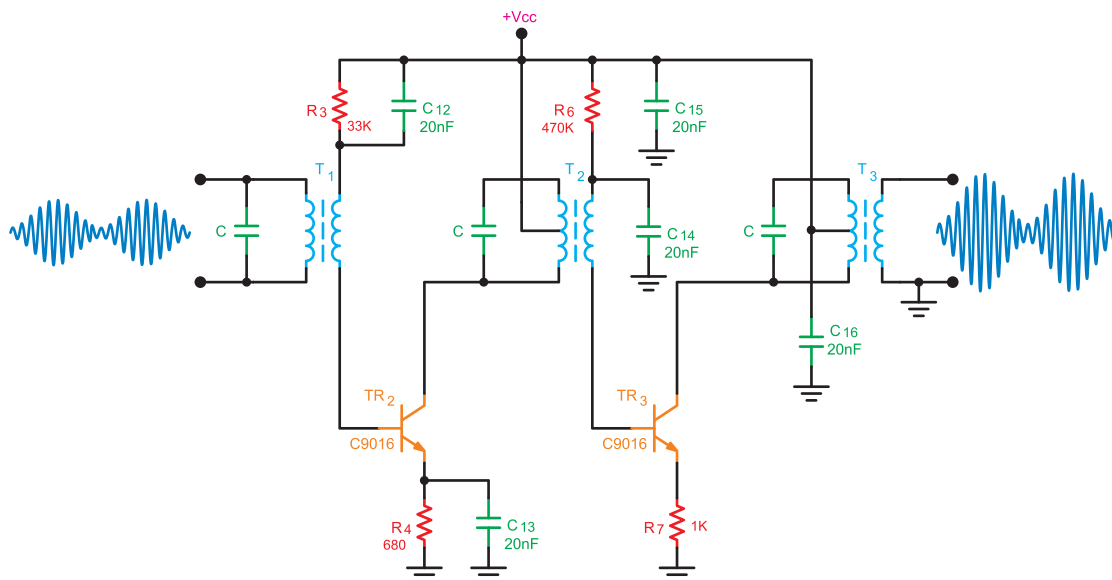 +Vcc
R3
33K
C12
20nF
R6
470K
C15
20nF
T1
T2
T3
C
C
C14
20nF
C
C16
20nF
TR2
C9016
TR3
C9016
R4
680
C13
20nF
R7
1K